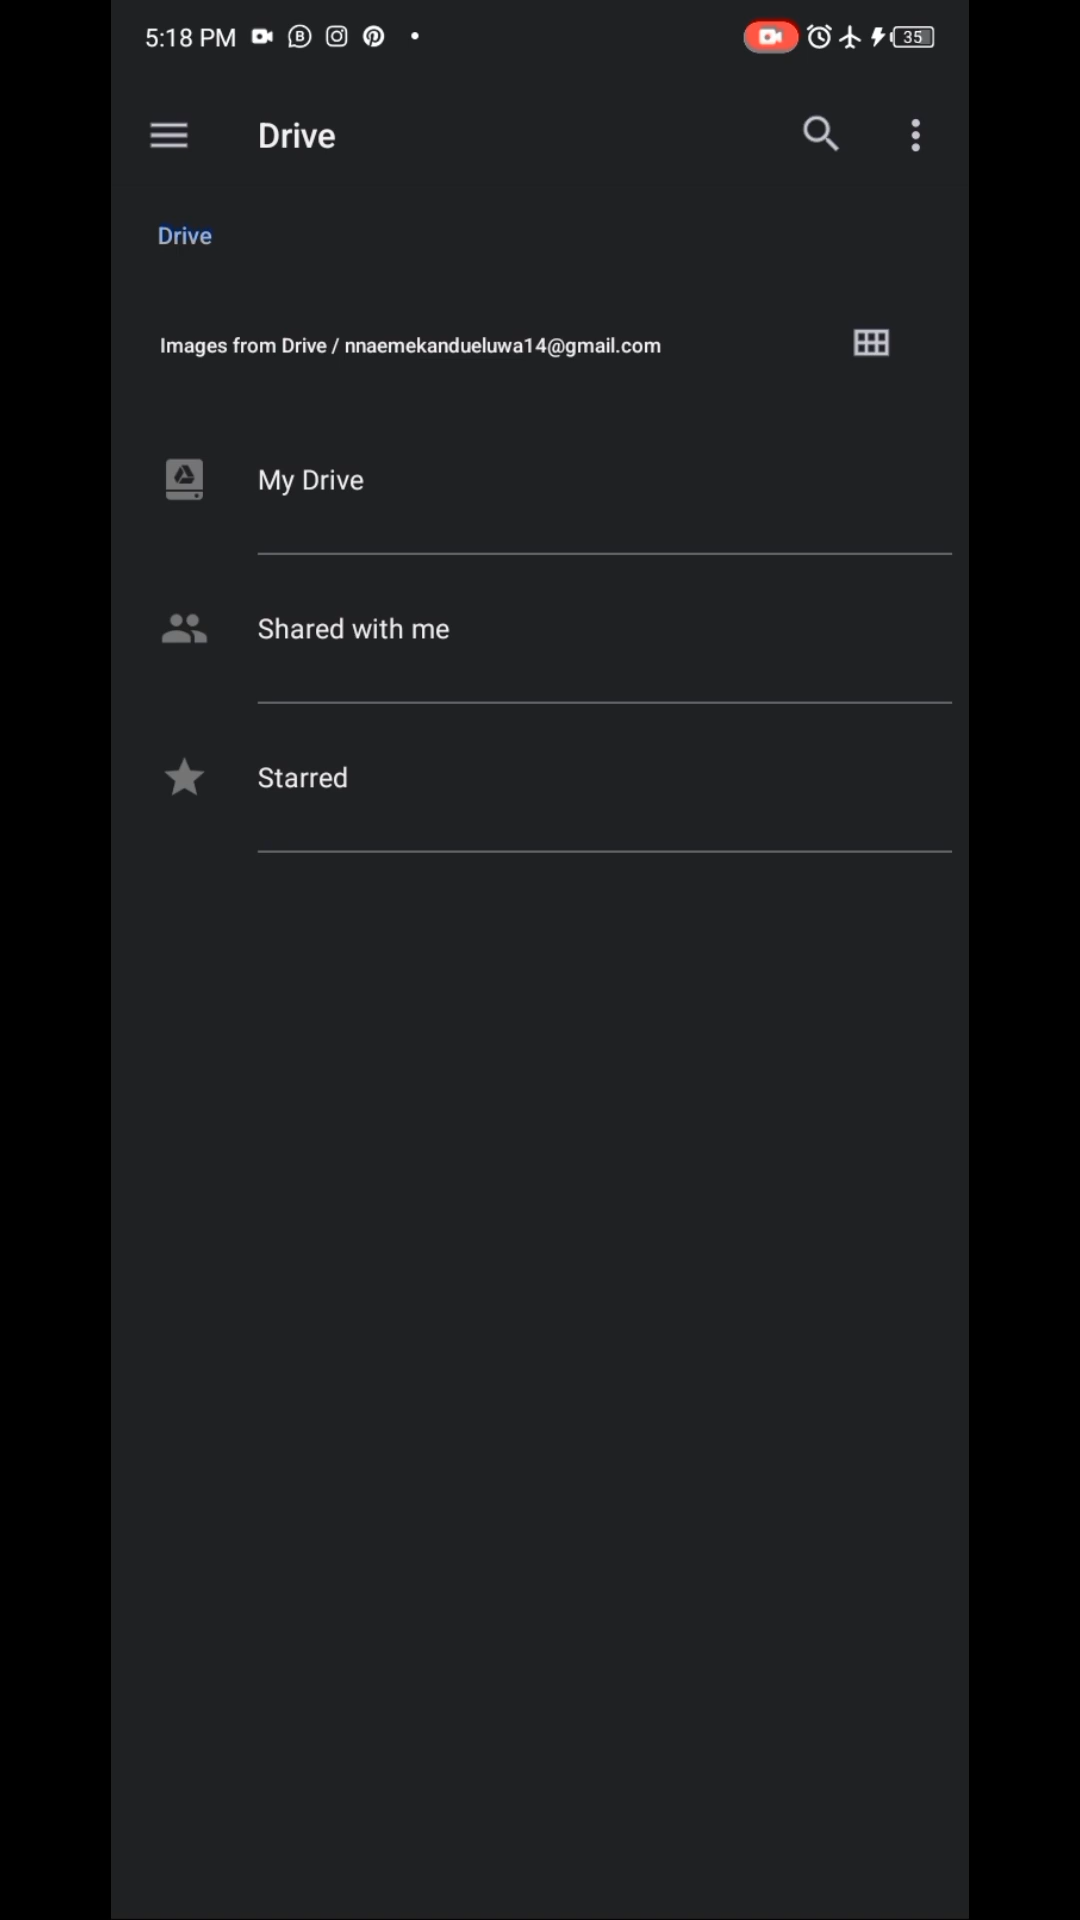 5:18 PM
35
Drive
Drive
Images from Drive / nnaemekandueluwa14@gmail.com
My Drive
Shared with me
Starred